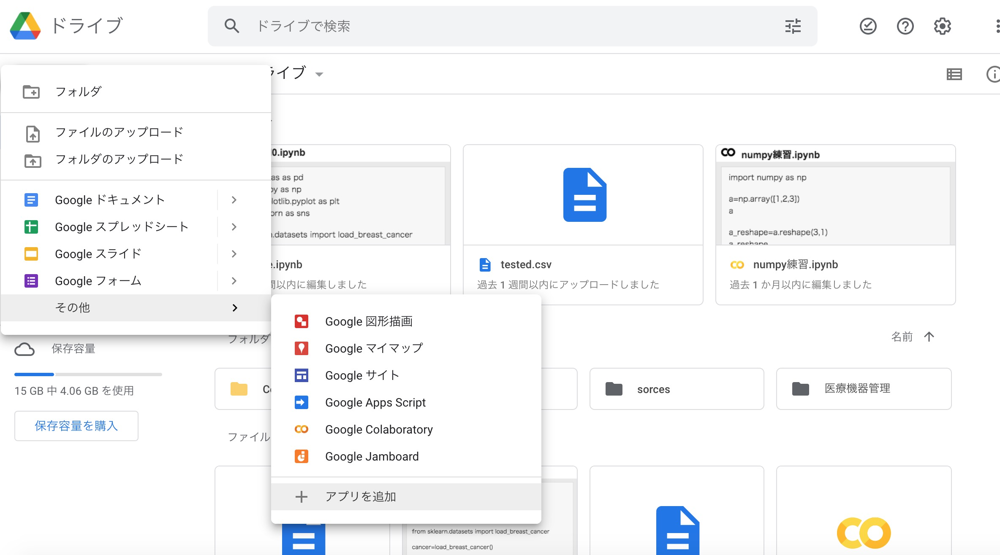 ドライブ
ドライブで検索
ライブ
フォルダ
ファイルのアップロード
フォルダのアップロード
Google ドキュメント
Google スプレッドシート
Google スライド
Google フォーム
その他
保存容量
15 GB 中 4.06 GB を使用
保存容量を購入
0.ipynb
as as pd
py as np
lotlib.pyplot as plt
orn as sns
n.datasets import load_breast_cancer
e.ipynb
間以内に編集しました
tested.csv
過去 1 週間以内にアップロードしました
numpy練習.ipynb
import numpy as np
a=np.array([1,2,3])
a
a_reshape=a.reshape(3,1)
a_reshape
numpy練習.ipynb
過去 1 か月以内に編集しました
Google 図形描画
Google マイマップ
Google サイト
Google Apps Script
Google Colaboratory
Google Jamboard
アプリを追加
フォルダ
名前
Co
sorces
医療機器管理
ファイル
from sklearn.datasets import load_breast_cancer
cancer=load_breast_cancer()